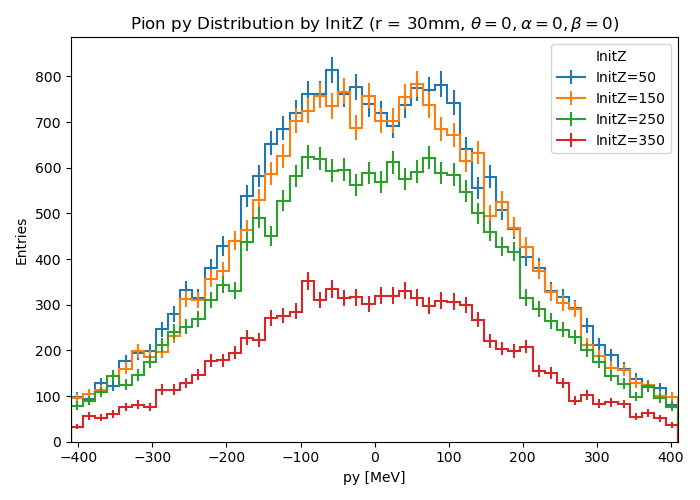 Pion py Distribution by InitZ (r = 30mm, θ = 0, α = 0, β = 0)
InitZ
InitZ=50
InitZ=150
InitZ=250
InitZ=350
Entries
800
700
600
500
400
300
200
100
0
−400 −300 −200 −100 0 100 200 300 400
py [MeV]